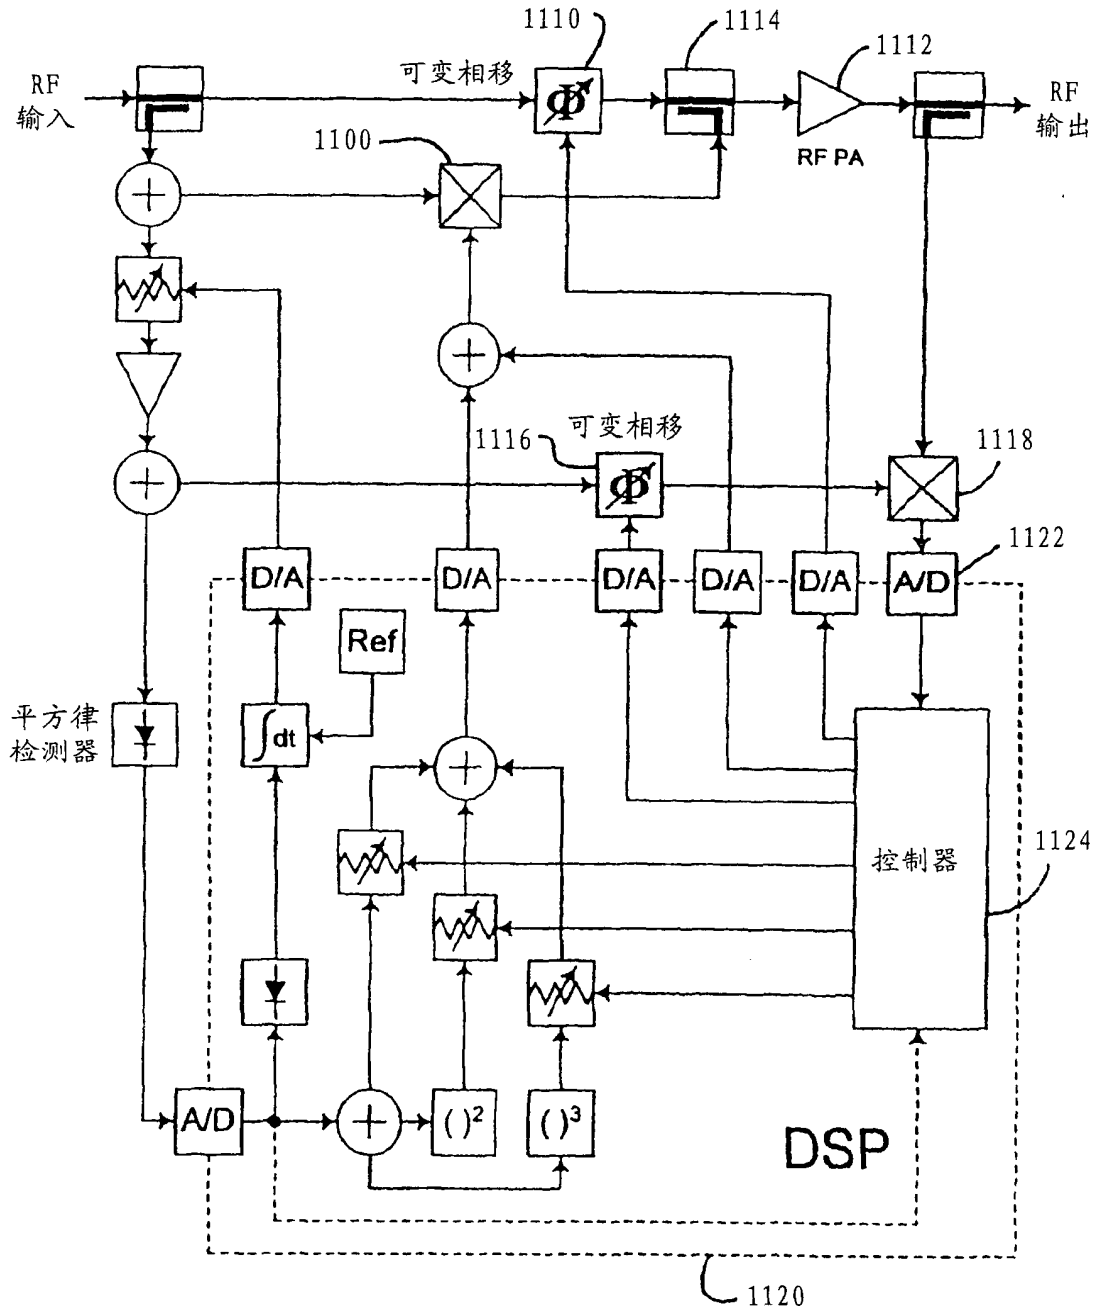 1110
1114
1112
RF
输入
可变相移
Φ
RF
输出
RF PA
1100
可变相移
1116
Φ
1118
1122
D/A
D/A
D/A
D/A
D/A
A/D
Ref
平方律
检测器
∫dt
控制器
1124
A/D
( )²
( )³
DSP
1120